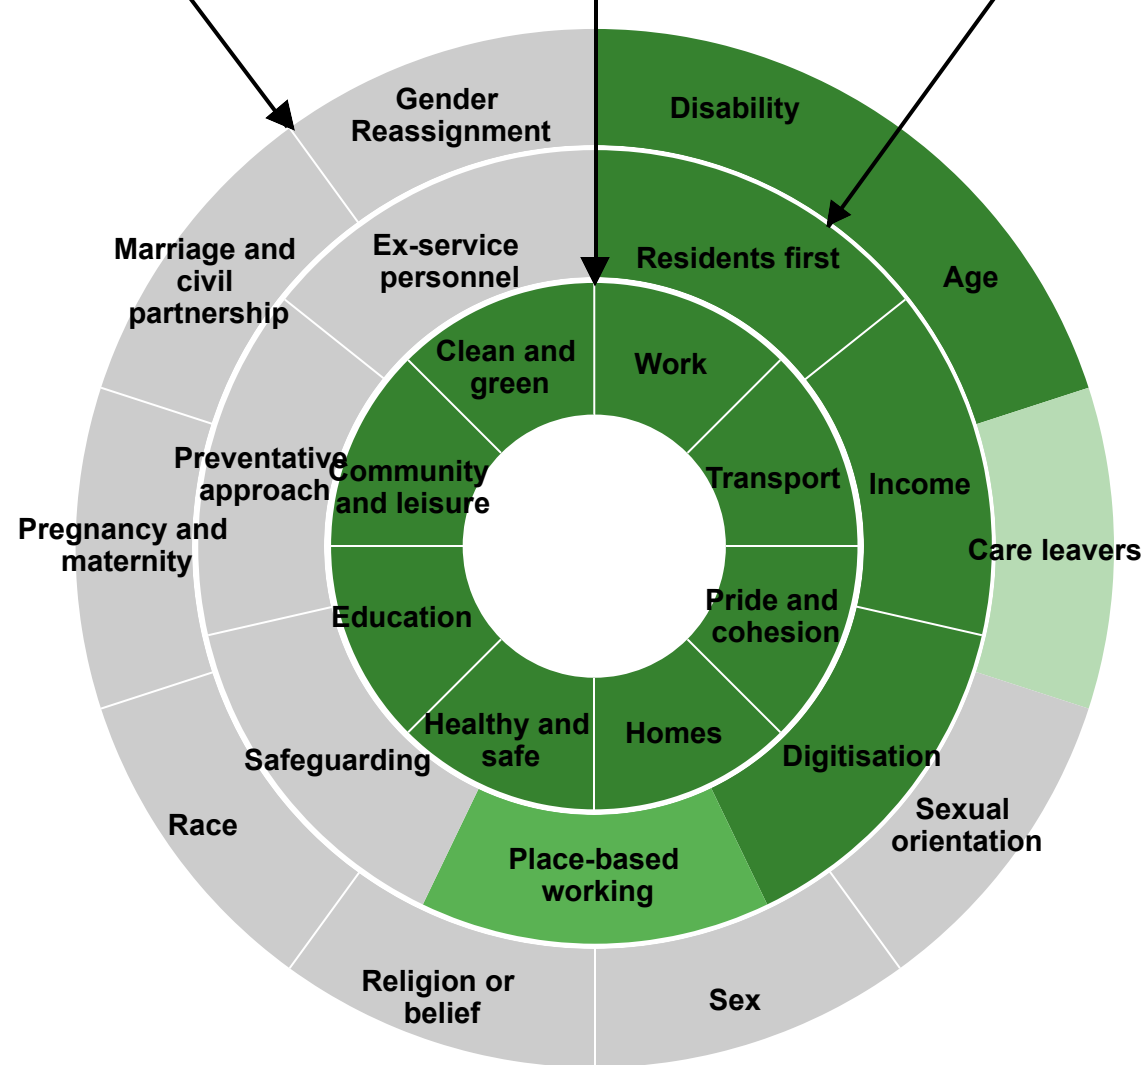 Gender
Reassignment
Disability
Marriage and
civil
partnership
Ex-service
personnel
Residents first
Age
Clean and
green
Work
Preventative
approach
Community
and leisure
Transport
Income
Pregnancy and
maternity
Care leavers
Education
Pride and
cohesion
Healthy and
safe
Homes
Safeguarding
Digitisation
Race
Sexual
orientation
Place-based
working
Religion or
belief
Sex